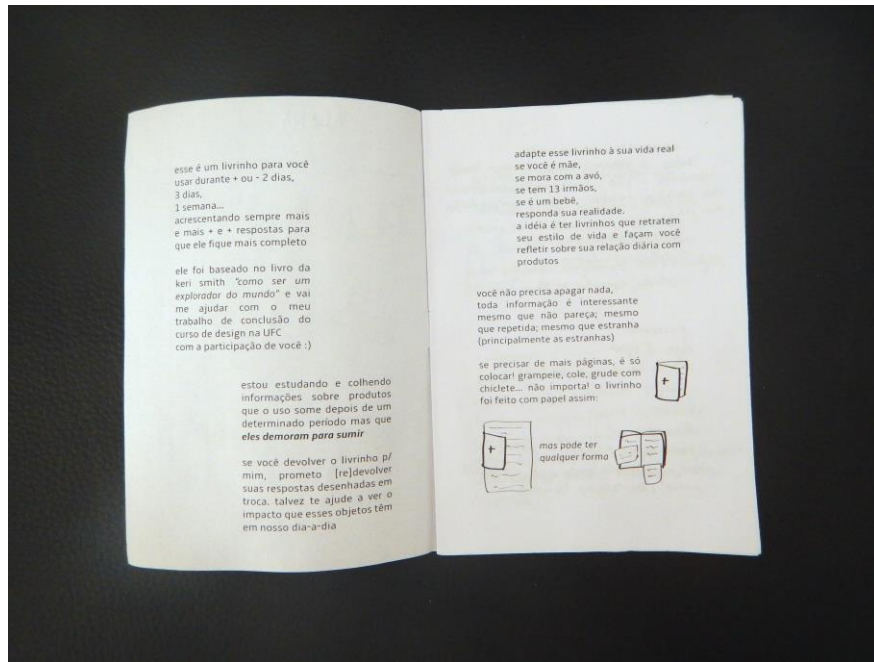 esse é um livrinho para você
usar durante + ou - 2 dias,
3 dias,
1 semana...
acrescentando sempre mais
e mais + e + respostas para
que ele fique mais completo
ele foi baseado no livro da
keri smith "como ser um
explorador do mundo" e vai
me ajudar com o meu
trabalho de conclusão do
curso de design na UFC
com a participação de você :)
estou estudando e colhendo
informações sobre produtos
que o uso some depois de um
determinado período mas que
eles demoram para sumir
se você devolver o livrinho p/
mim, prometo [re]devolver
suas respostas desenhadas em
troca. talvez te ajude a ver o
impacto que esses objetos têm
em nosso dia-a-dia
adapte esse livrinho à sua vida real
se você é mãe,
se mora com a avó,
se tem 13 irmãos,
se é um bebê,
responda sua realidade.
a idéia é ter livrinhos que retratem
seu estilo de vida e façam você
refletir sobre sua relação diária com
produtos
você não precisa apagar nada,
toda informação é interessante
mesmo que não pareça; mesmo
que repetida; mesmo que estranha
(principalmente as estranhas)
se precisar de mais páginas, é só
colocar! grampeie, cole, grude com
chiclete... não importa! o livrinho
foi feito com papel assim:
+
+
mas pode ter
qualquer forma